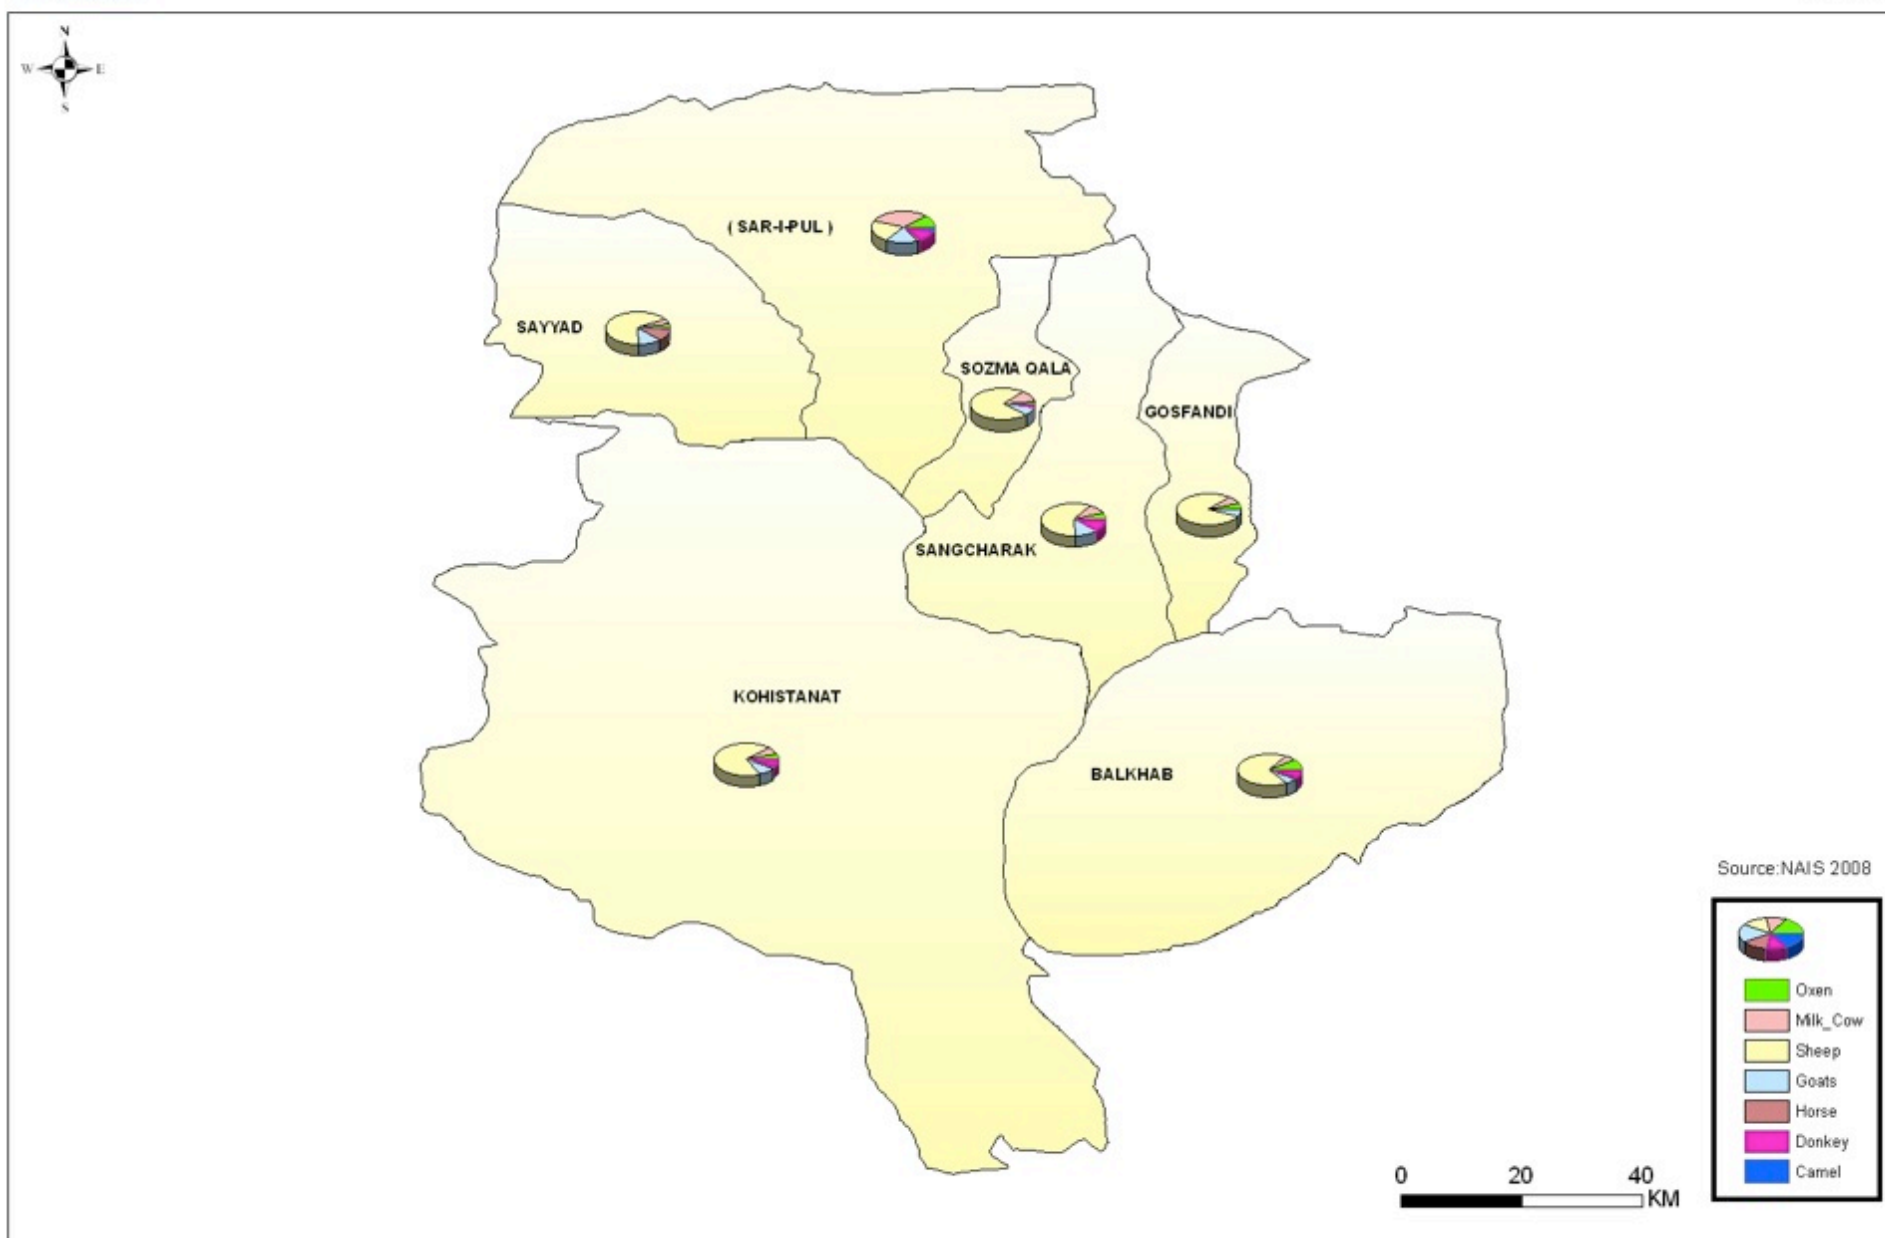 N
W E
S
( SAR-I-PUL )
SAYYAD
SOZMA QALA
GOSFANDI
SANGCHARAK
KOHISTANAT
BALKHAB
Source:NAIS 2008
Oxen
Milk_Cow
Sheep
Goats
Horse
Donkey
Camel
0 20 40
KM